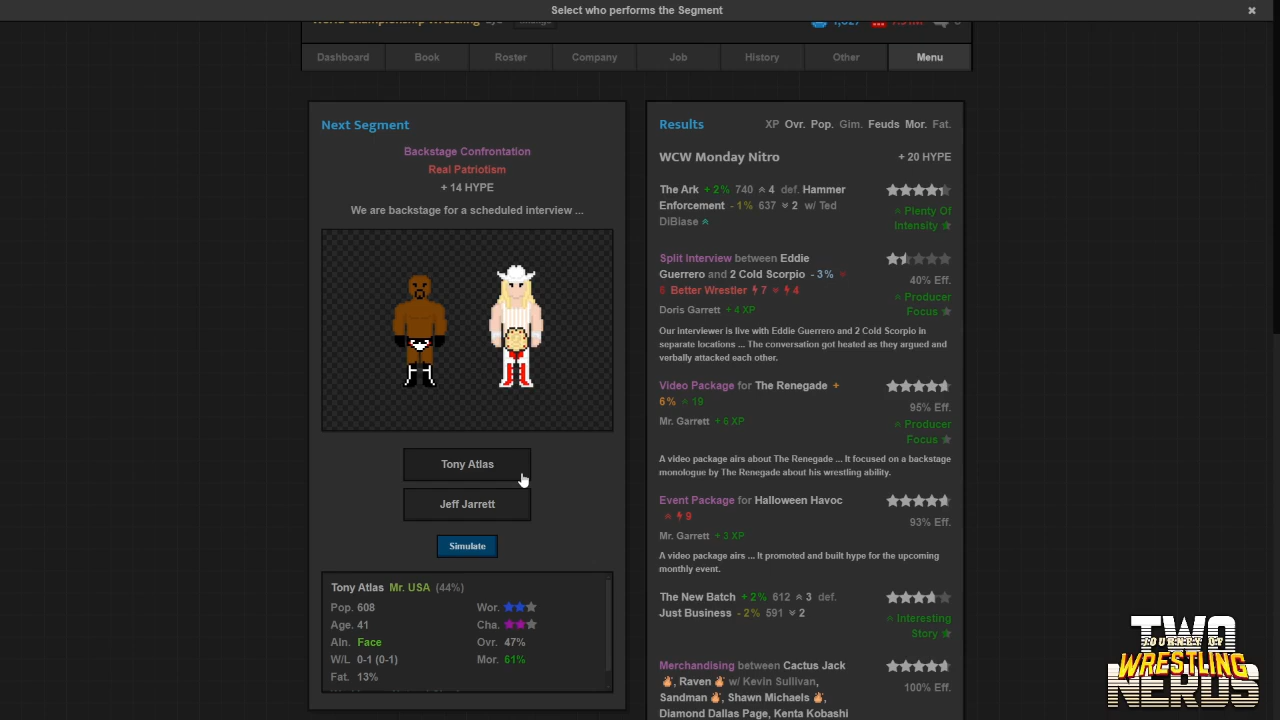 Select who performs the Segment
World Championship Wrestling
Dashboard Book Roster Company Job History Other Menu
Next Segment
Backstage Confrontation
Real Patriotism
+ 14 HYPE
We are backstage for a scheduled interview ...
Tony Atlas
Jeff Jarrett
Simulate
Tony Atlas Mr. USA (44%)
Pop. 608 Wor.
Age. 41 Cha.
Aln. Face Ovr. 47%
W/L 0-1 (0-1) Mor. 61%
Fat. 13%
Results XP Ovr. Pop. Gim. Feuds Mor. Fat.
WCW Monday Nitro + 20 HYPE
The Ark + 2% 740 4 def. Hammer
Enforcement - 1% 637 2 w/ Ted
DiBiase
Plenty Of
Intensity
Split Interview between Eddie
Guerrero and 2 Cold Scorpio - 3%
Better Wrestler 7 4
40% Eff.
Producer
Focus
Doris Garrett + 4 XP
Our interviewer is live with Eddie Guerrero and 2 Cold Scorpio in
separate locations ... The conversation got heated as they argued and
verbally attacked each other.
Video Package for The Renegade +
6% 19
95% Eff.
Mr. Garrett + 8 XP
Producer
Focus
A video package airs about The Renegade ... It focused on a backstage
monologue by The Renegade about his wrestling ability.
Event Package for Halloween Havoc
9
93% Eff.
Mr. Garrett + 3 XP
A video package airs ... It promoted and built hype for the upcoming
monthly event.
The New Batch + 2% 612 3 def.
Just Business - 2% 591 2
Interesting
Story
Merchandising between Cactus Jack
, Raven w/ Kevin Sullivan,
Sandman , Shawn Michaels ,
Diamond Dallas Page, Kenta Kobashi
100% Eff.
TWO
JOURNEY OF
WRESTLING
NERDS